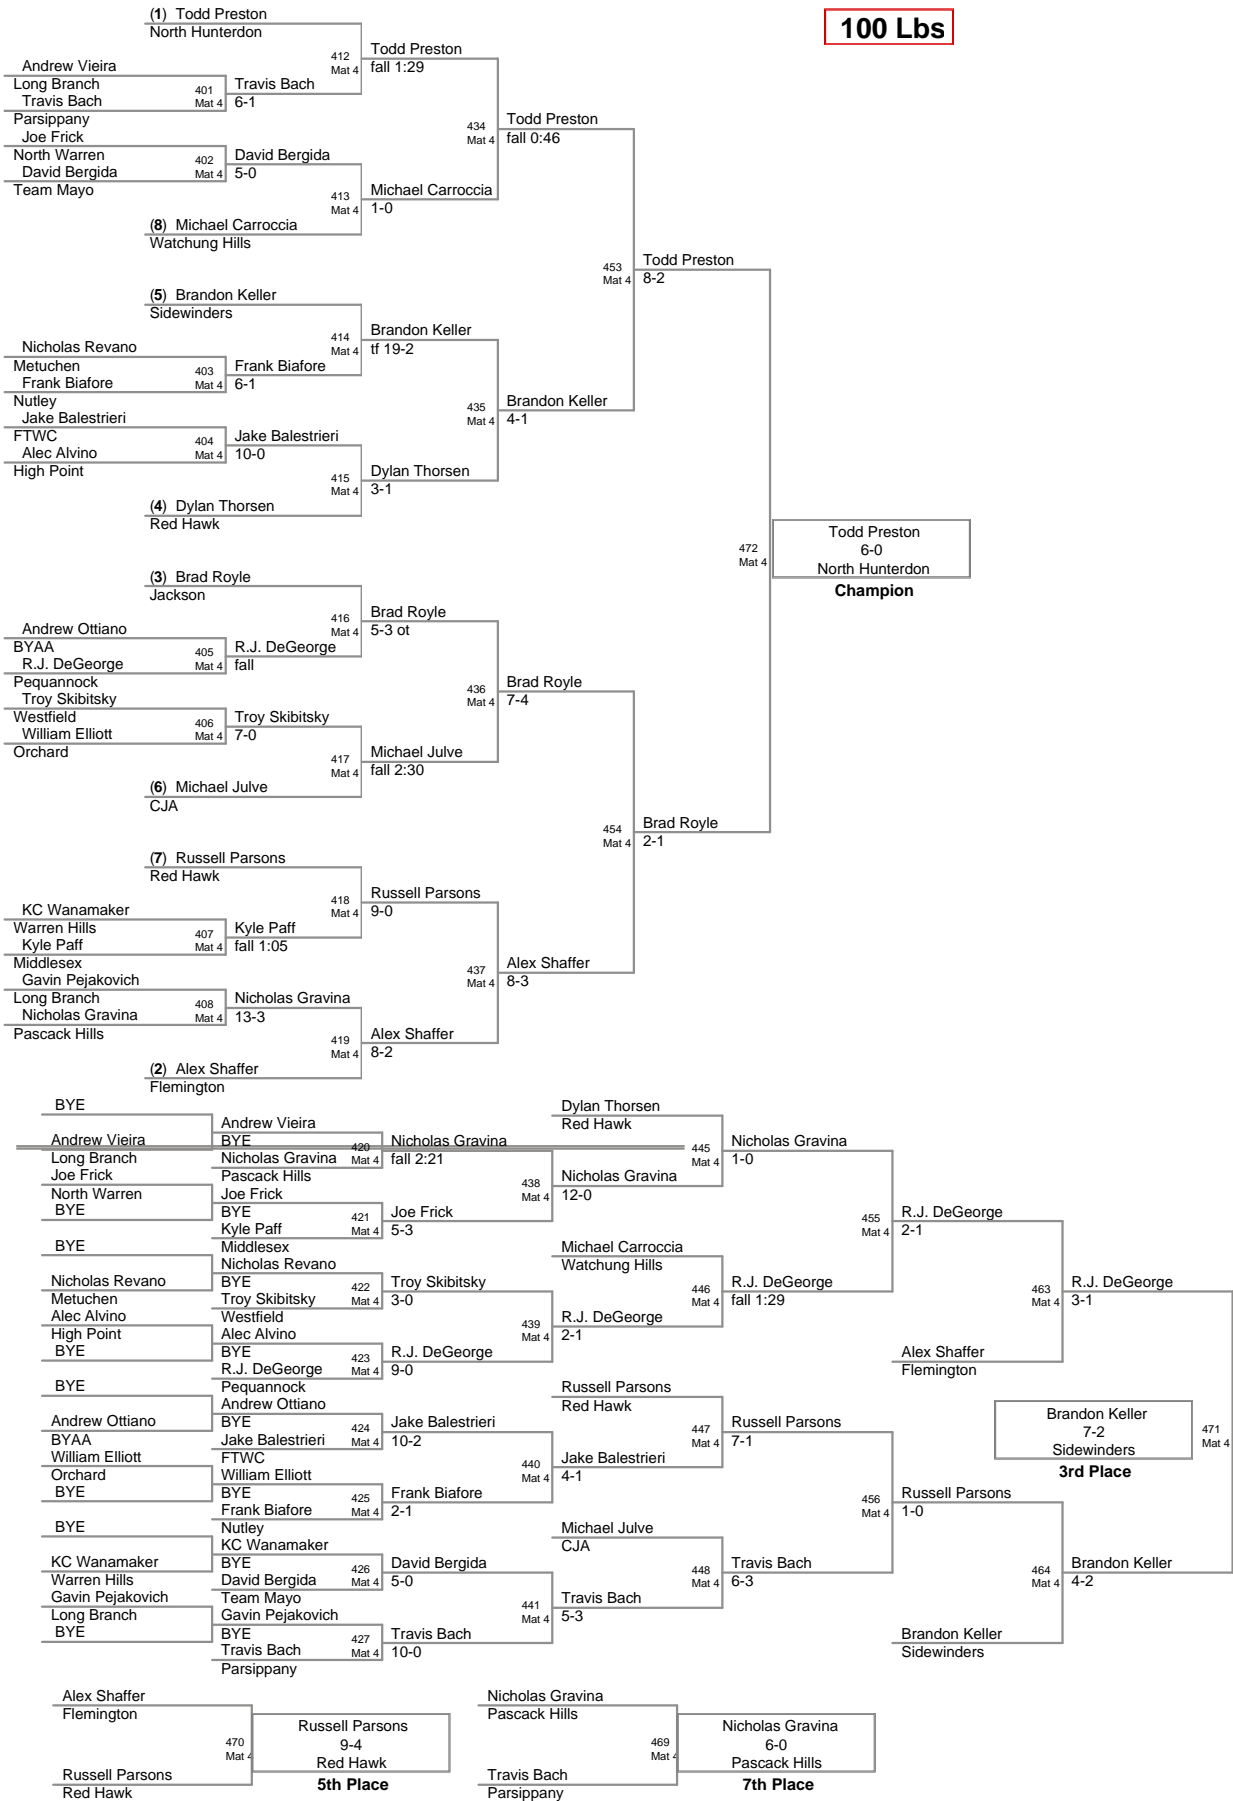 100 Lbs
(1) Todd Preston
North Hunterdon
412
Mat 4
Todd Preston
fall 1:29
Andrew Vieira
Long Branch
401
Mat 4
Travis Bach
6-1
Travis Bach
Parsippany
434
Mat 4
Todd Preston
fall 0:46
Joe Frick
North Warren
402
Mat 4
David Bergida
5-0
David Bergida
Team Mayo
413
Mat 4
Michael Carroccia
1-0
(8) Michael Carroccia
Watchung Hills
453
Mat 4
Todd Preston
8-2
(5) Brandon Keller
Sidewinders
414
Mat 4
Brandon Keller
tf 19-2
Nicholas Revano
Metuchen
403
Mat 4
Frank Biafore
6-1
Frank Biafore
Nutley
435
Mat 4
Brandon Keller
4-1
Jake Balestrieri
FTWC
404
Mat 4
Jake Balestrieri
10-0
Alec Alvino
High Point
415
Mat 4
Dylan Thorsen
3-1
(4) Dylan Thorsen
Red Hawk
472
Mat 4
Todd Preston
6-0
North Hunterdon
Champion
(3) Brad Royle
Jackson
416
Mat 4
Brad Royle
5-3 ot
Andrew Ottiano
BYAA
405
Mat 4
R.J. DeGeorge
fall
R.J. DeGeorge
Pequannock
436
Mat 4
Brad Royle
7-4
Troy Skibitsky
Westfield
406
Mat 4
Troy Skibitsky
7-0
William Elliott
Orchard
417
Mat 4
Michael Julve
fall 2:30
(6) Michael Julve
CJA
454
Mat 4
Brad Royle
2-1
(7) Russell Parsons
Red Hawk
418
Mat 4
Russell Parsons
9-0
KC Wanamaker
Warren Hills
407
Mat 4
Kyle Paff
fall 1:05
Kyle Paff
Middlesex
437
Mat 4
Alex Shaffer
8-3
Gavin Pejakovich
Long Branch
408
Mat 4
Nicholas Gravina
13-3
Nicholas Gravina
Pascack Hills
419
Mat 4
Alex Shaffer
8-2
(2) Alex Shaffer
Flemington
BYE
Andrew Vieira
Long Branch
Joe Frick
North Warren
BYE
BYE
Nicholas Revano
Metuchen
Alec Alvino
High Point
BYE
BYE
Andrew Ottiano
BYAA
William Elliott
Orchard
BYE
BYE
KC Wanamaker
Warren Hills
Gavin Pejakovich
Long Branch
BYE
Andrew Vieira
BYE
Nicholas Gravina
Pascack Hills
Joe Frick
BYE
Kyle Paff
Middlesex
Nicholas Revano
BYE
Troy Skibitsky
Westfield
Alec Alvino
BYE
R.J. DeGeorge
Pequannock
Andrew Ottiano
BYE
Jake Balestrieri
FTWC
William Elliott
BYE
Frank Biafore
Nutley
KC Wanamaker
BYE
David Bergida
Team Mayo
Gavin Pejakovich
BYE
Travis Bach
Parsippany
420
Mat 4
Nicholas Gravina
fall 2:21
421
Mat 4
Joe Frick
5-3
422
Mat 4
Troy Skibitsky
3-0
423
Mat 4
R.J. DeGeorge
9-0
424
Mat 4
Jake Balestrieri
10-2
425
Mat 4
Frank Biafore
2-1
426
Mat 4
David Bergida
5-0
427
Mat 4
Travis Bach
10-0
Dylan Thorsen
Red Hawk
438
Mat 4
Nicholas Gravina
12-0
Michael Carroccia
Watchung Hills
439
Mat 4
R.J. DeGeorge
2-1
Russell Parsons
Red Hawk
440
Mat 4
Jake Balestrieri
4-1
Michael Julve
CJA
441
Mat 4
Travis Bach
5-3
445
Mat 4
Nicholas Gravina
1-0
446
Mat 4
R.J. DeGeorge
fall 1:29
447
Mat 4
Russell Parsons
7-1
448
Mat 4
Travis Bach
6-3
455
Mat 4
R.J. DeGeorge
2-1
Alex Shaffer
Flemington
456
Mat 4
Russell Parsons
1-0
Brandon Keller
Sidewinders
463
Mat 4
R.J. DeGeorge
3-1
464
Mat 4
Brandon Keller
4-2
Brandon Keller
7-2
Sidewinders
3rd Place
471
Mat 4
Alex Shaffer
Flemington
470
Mat 4
Russell Parsons
9-4
Red Hawk
5th Place
Russell Parsons
Red Hawk
Nicholas Gravina
Pascack Hills
469
Mat 4
Nicholas Gravina
6-0
Pascack Hills
7th Place
Travis Bach
Parsippany